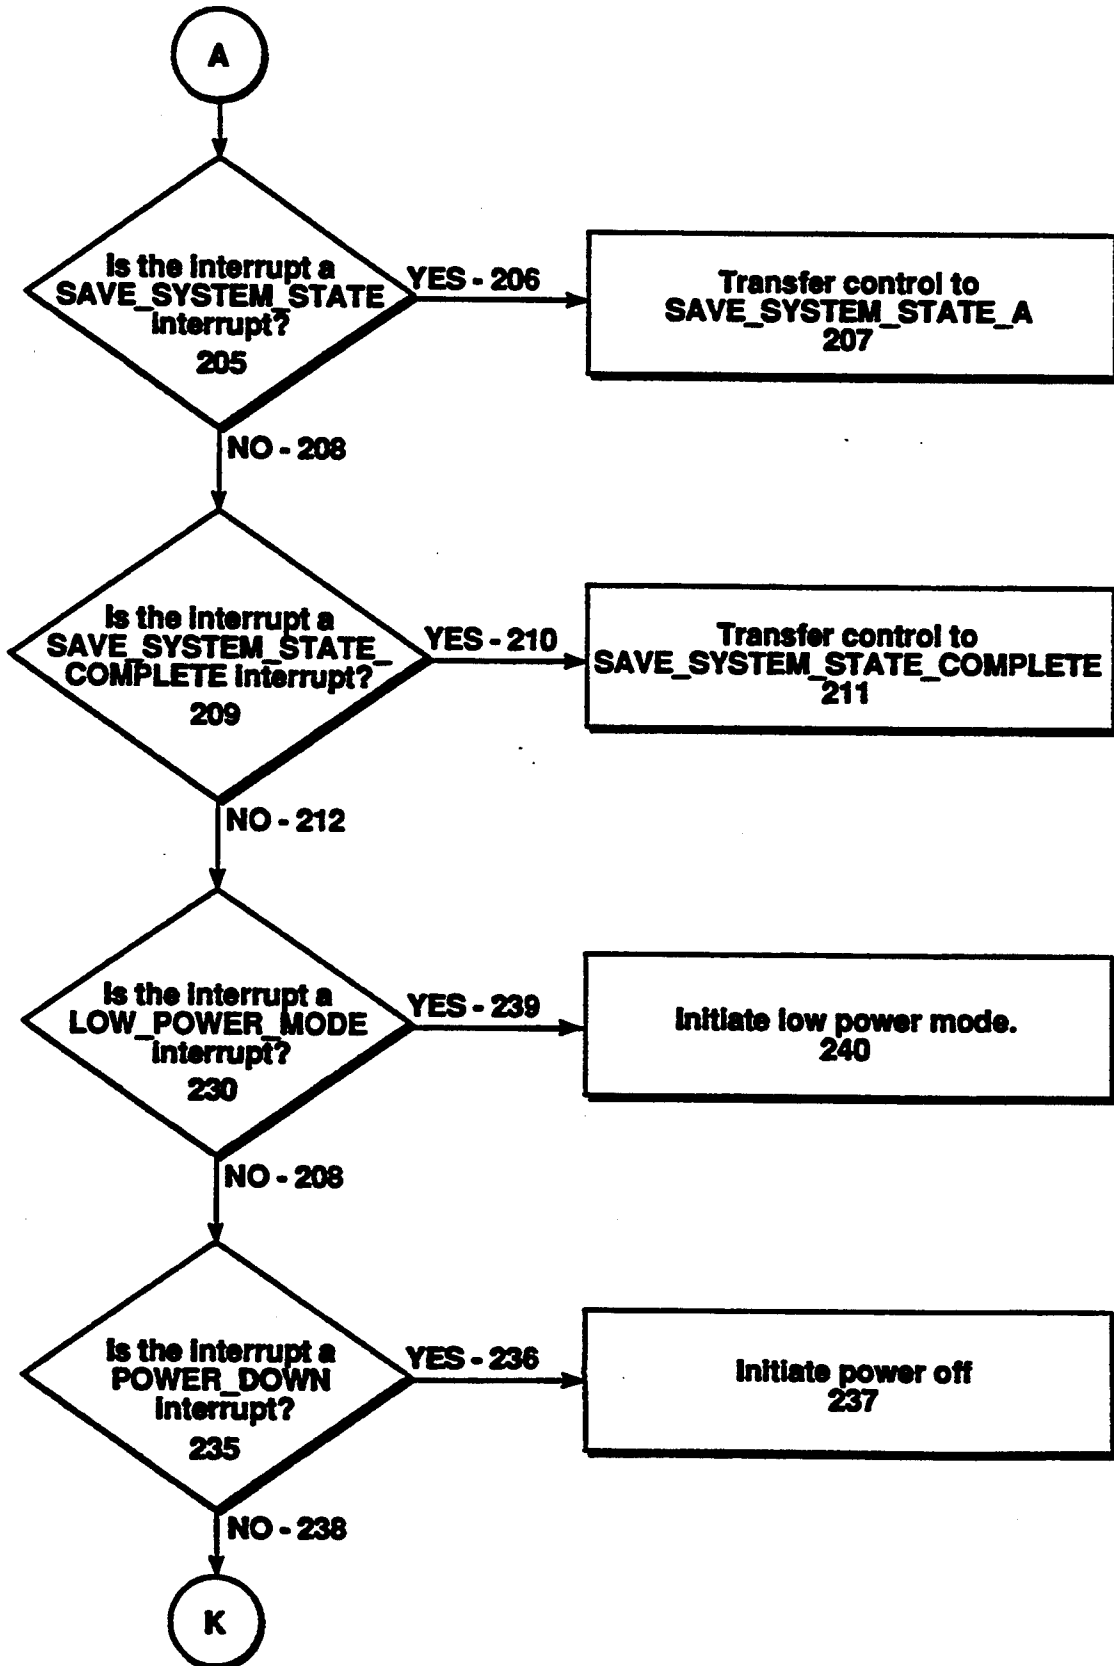 A
Is the interrupt a
SAVE_SYSTEM_STATE
interrupt?
205
YES - 206
Transfer control to
SAVE_SYSTEM_STATE_A
207
NO - 208
Is the interrupt a
SAVE_SYSTEM_STATE_
COMPLETE interrupt?
209
YES - 210
Transfer control to
SAVE_SYSTEM_STATE_COMPLETE
211
NO - 212
Is the interrupt a
LOW_POWER_MODE
interrupt?
230
YES - 239
Initiate low power mode.
240
NO - 208
Is the interrupt a
POWER_DOWN
interrupt?
235
YES - 236
Initiate power off
237
NO - 238
K